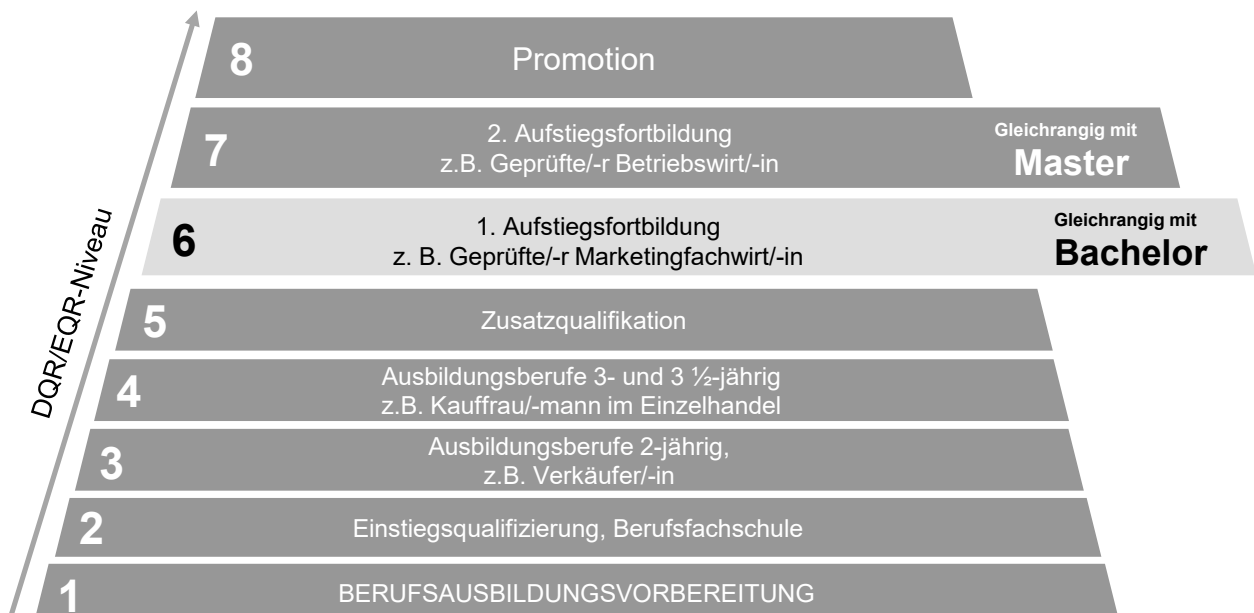 8
Promotion
7
2. Aufstiegsfortbildung
z.B. Geprüfte/-r Betriebswirt/-in
Gleichrangig mit
Master
6
1. Aufstiegsfortbildung
z. B. Geprüfte/-r Marketingfachwirt/-in
Gleichrangig mit
Bachelor
5
Zusatzqualifikation
4
Ausbildungsberufe 3- und 3 ½-jährig
z.B. Kauffrau/-mann im Einzelhandel
3
Ausbildungsberufe 2-jährig,
z.B. Verkäufer/-in
2
Einstiegsqualifizierung, Berufsfachschule
1
BERUFSAUSBILDUNGSVORBEREITUNG
DQR/EQR-Niveau